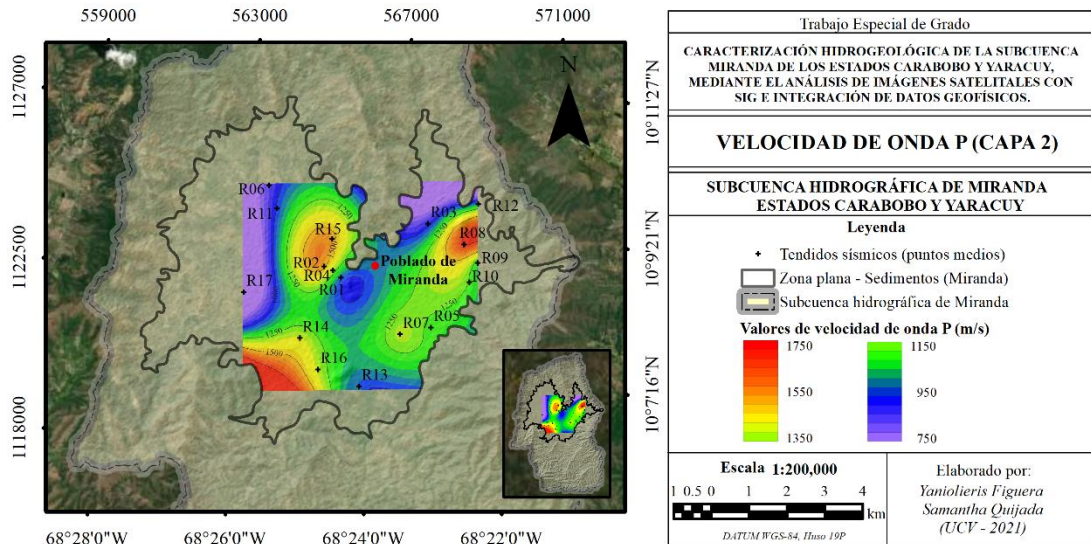 559000 563000 567000 571000
1127000
1122500
1118000
N
R06
R11
R15
R02
R04
R01
R17
R14
R16
R13
R07
R05
R03
R12
R08
R09
R10
Poblado de
Miranda
1250
1500
1250
1250
1500
1250
1250
1250
10°11'27"N
10°9'21"N
10°7'16"N
68°28'0"W 68°26'0"W 68°24'0"W 68°22'0"W
Trabajo Especial de Grado
CARACTERIZACIÓN HIDROGEOLÓGICA DE LA SUBCUENCA
MIRANDA DE LOS ESTADOS CARABOBO Y YARACUY,
MEDIANTE EL ANÁLISIS DE IMÁGENES SATELITALES CON
SIG E INTEGRACIÓN DE DATOS GEOFÍSICOS.
VELOCIDAD DE ONDA P (CAPA 2)
SUBCUENCA HIDROGRÁFICA DE MIRANDA
ESTADOS CARABOBO Y YARACUY
Leyenda
Tendidos sísmicos (puntos medios)
Zona plana - Sedimentos (Miranda)
Subcuenca hidrográfica de Miranda
Valores de velocidad de onda P (m/s)
1750 1150
1550 950
1350 750
Escala 1:200,000
1 0.5 0 1 2 3 4
km
DATUM WGS-84, Huso 19P
Elaborado por:
Yaniolieris Figuera
Samantha Quijada
(UCV - 2021)